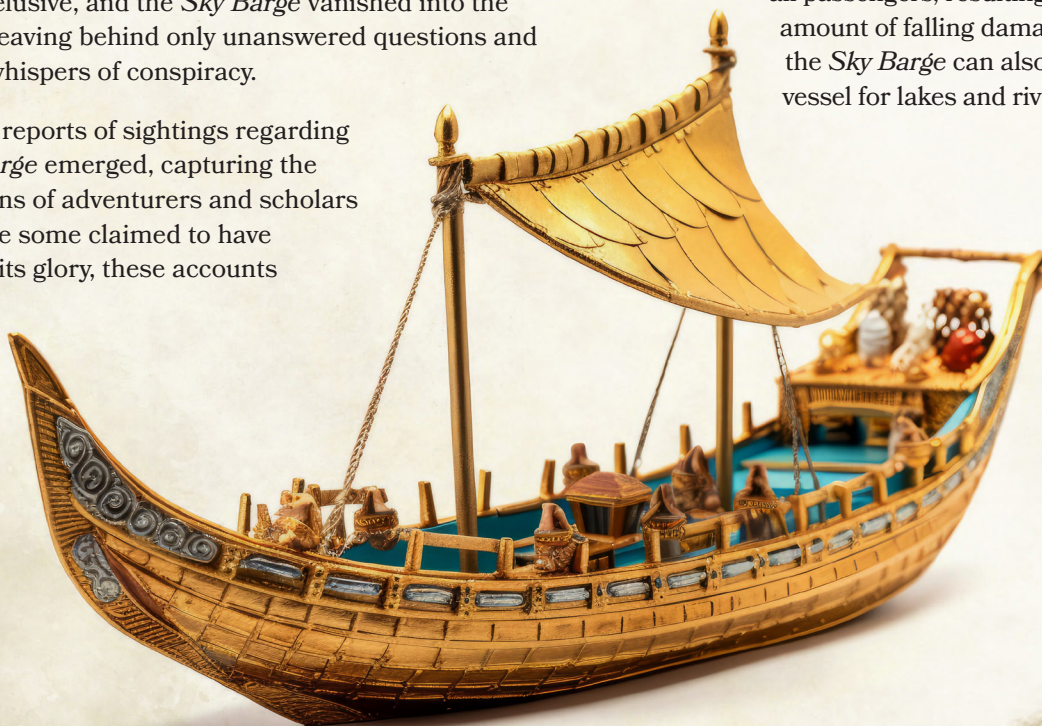 elusive, and the Sky Barge vanished into the
leaving behind only unanswered questions and
whispers of conspiracy.
reports of sightings regarding
rge emerged, capturing the
ns of adventurers and scholars
e some claimed to have
its glory, these accounts
all passengers, resulting
amount of falling dama
the Sky Barge can also
vessel for lakes and riv